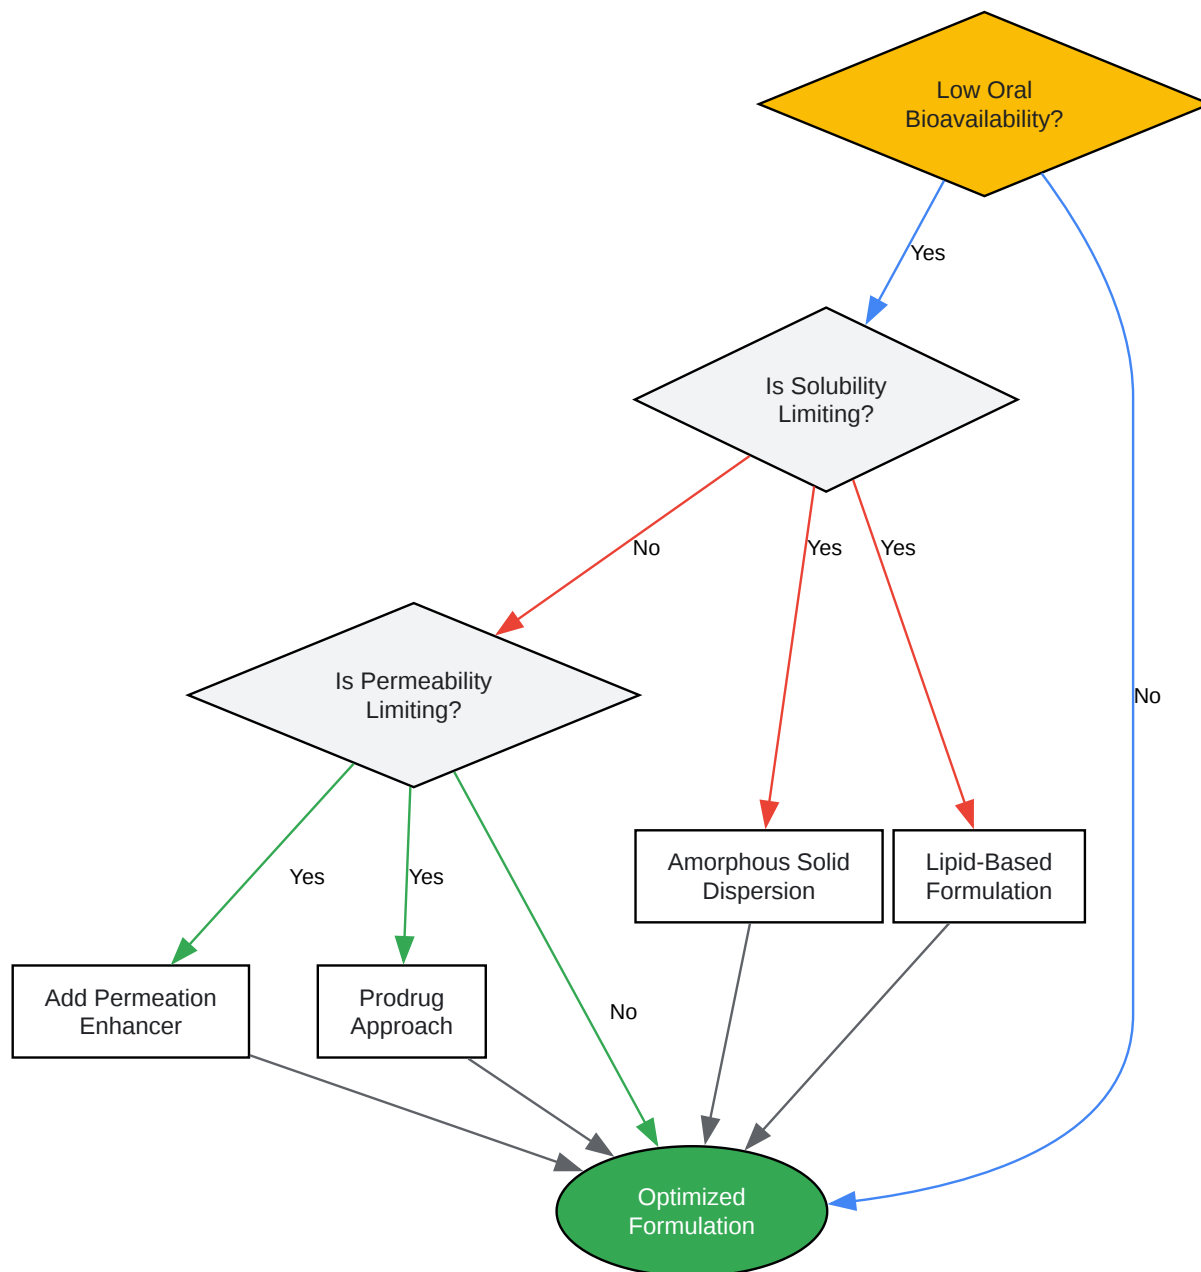 Low Oral
Bioavailability?
Yes
Is Solubility
Limiting?
No
Yes
Yes
Is Permeability
Limiting?
No
Amorphous Solid
Dispersion
Lipid-Based
Formulation
Yes
Yes
Add Permeation
Enhancer
Prodrug
Approach
No
Optimized
Formulation